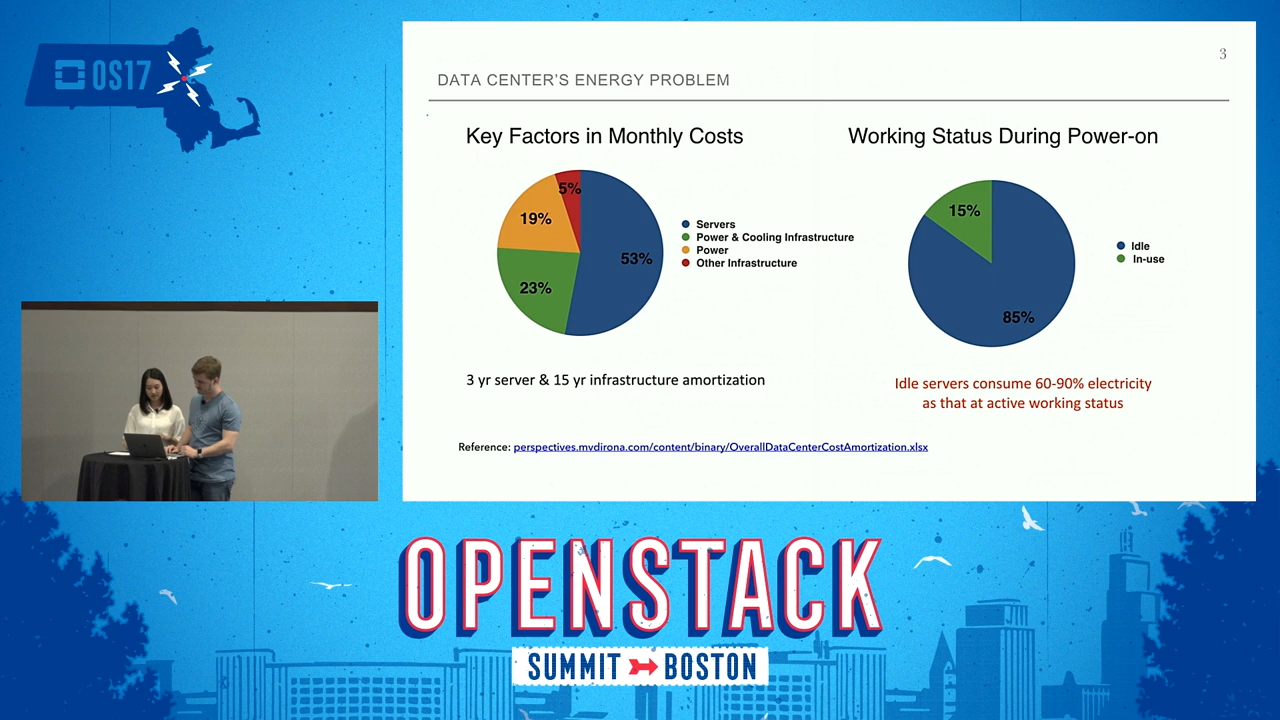 OS17
3
DATA CENTER'S ENERGY PROBLEM
Key Factors in Monthly Costs
5%
19%
53%
23%
Servers
Power & Cooling Infrastructure
Power
Other Infrastructure
3 yr server & 15 yr infrastructure amortization
Working Status During Power-on
15%
85%
Idle
In-use
Idle servers consume 60-90% electricity
as that at active working status
Reference: perspectives.mvdirona.com/content/binary/OverallDataCenterCostAmortization.xlsx
OPENSTACK
SUMMIT BOSTON